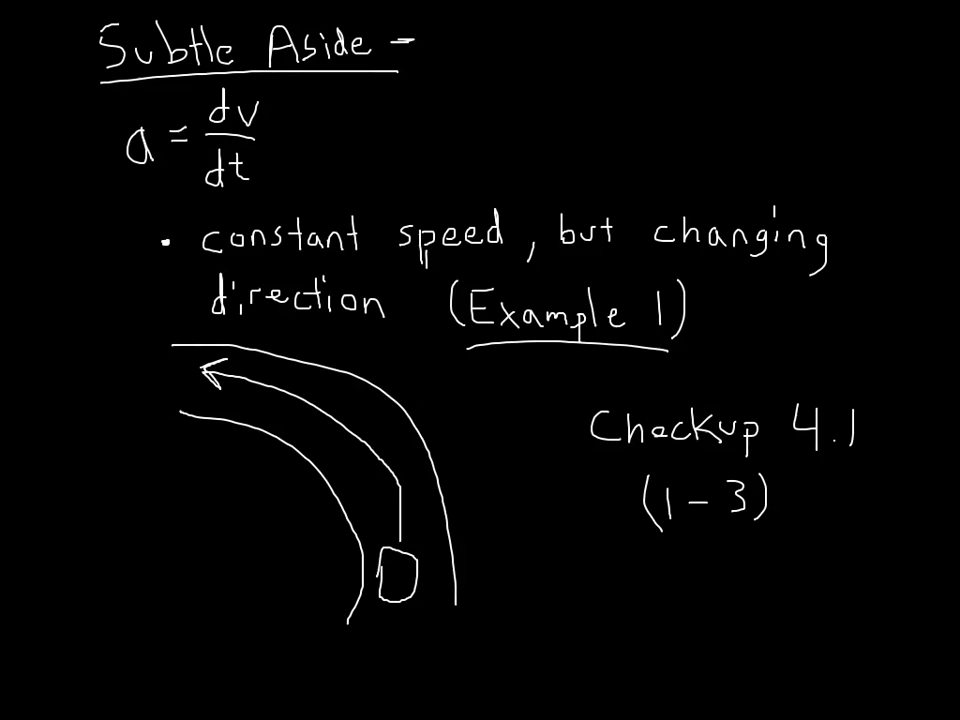 Subtle Aside -
a = dv/dt
• constant speed, but changing
direction (Example 1)
Checkup 4.1
(1 - 3)